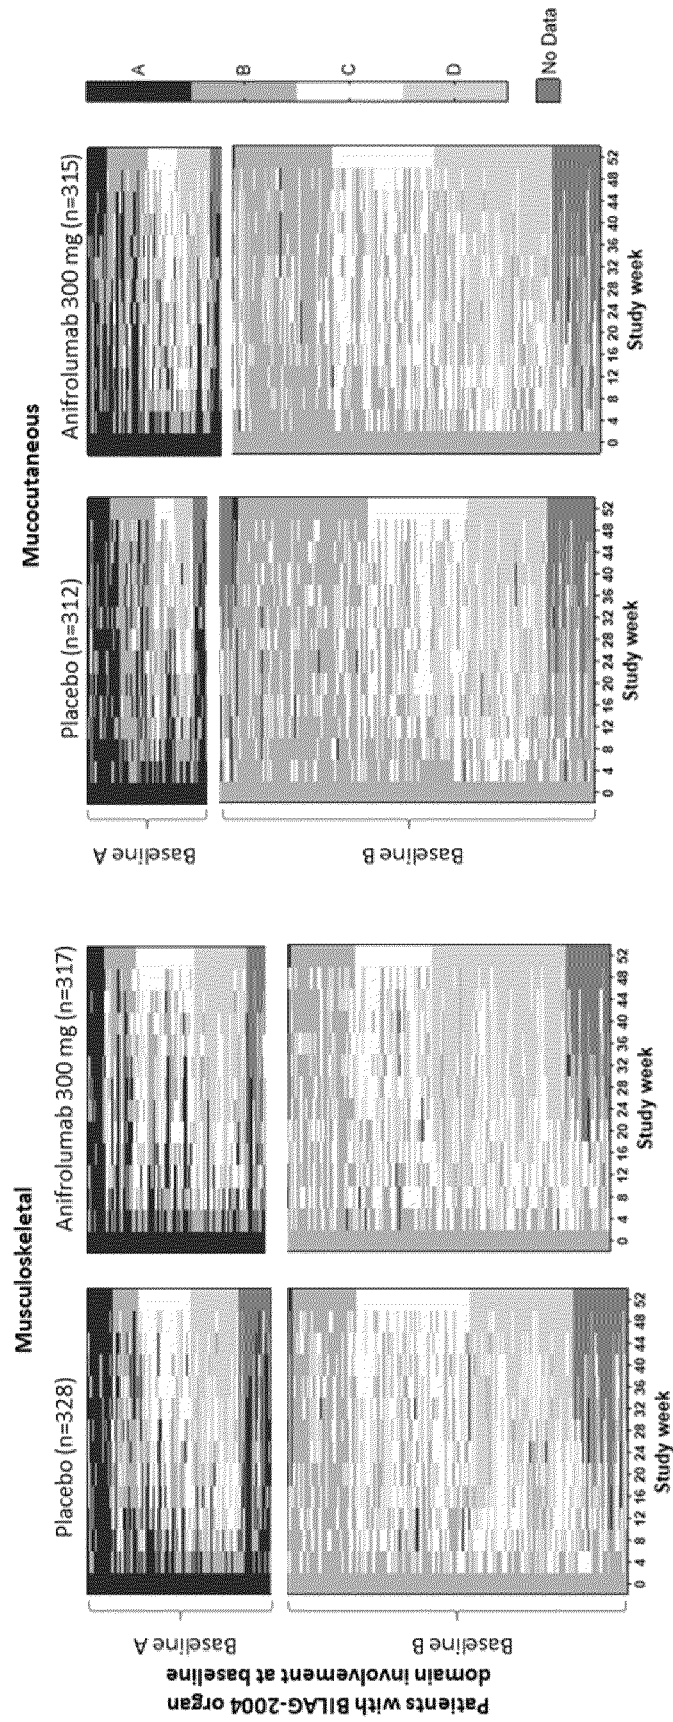 Musculoskeletal
Mucocutaneous
Placebo (n=328)
Anifrolumab 300 mg (n=317)
Placebo (n=312)
Anifrolumab 300 mg (n=315)
Patients with BILAG-2004 organ
domain involvement at baseline
Baseline A
Baseline B
Baseline A
Baseline B
0 4 8 12 16 20 24 28 32 36 40 44 48 52
Study week
0 4 8 12 16 20 24 28 32 36 40 44 48 52
Study week
0 4 8 12 16 20 24 28 32 36 40 44 48 52
Study week
0 4 8 12 16 20 24 28 32 36 40 44 48 52
Study week
A
B
C
D
No Data